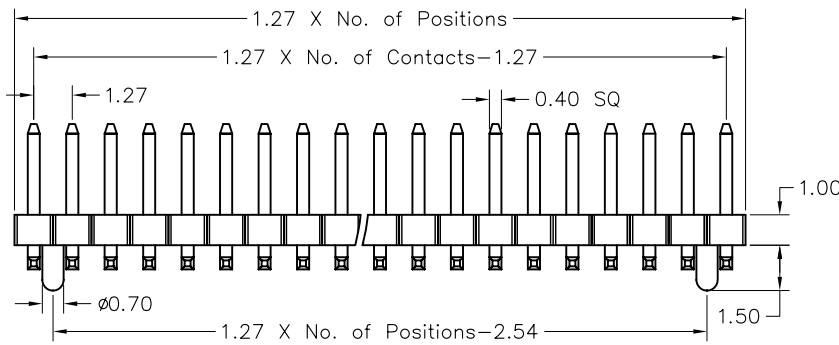 1.27 X No. of Positions
1.27 X No. of Contacts-1.27
1.27
0.40 SQ
1.00
ø0.70
1.50
1.27 X No. of Positions-2.54